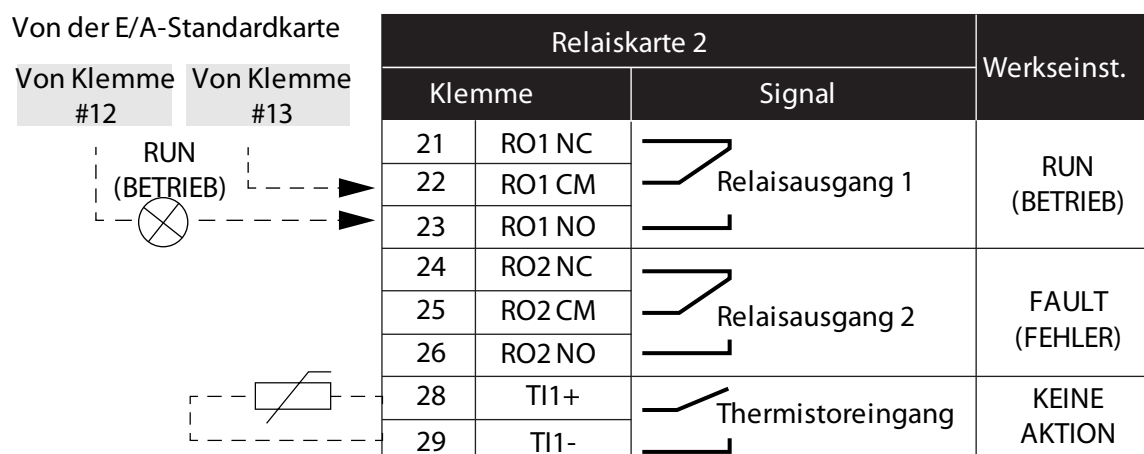 Von der E/A-Standardkarte
Von Klemme #12
Von Klemme #13
RUN
(BETRIEB)
Relaiskarte 2
Werkseinst.
Klemme
Signal
21 RO1 NC
22 RO1 CM
23 RO1 NO
Relaisausgang 1
RUN
(BETRIEB)
24 RO2 NC
25 RO2 CM
26 RO2 NO
Relaisausgang 2
FAULT
(FEHLER)
28 TI1+
29 TI1-
Thermistoreingang
KEINE
AKTION